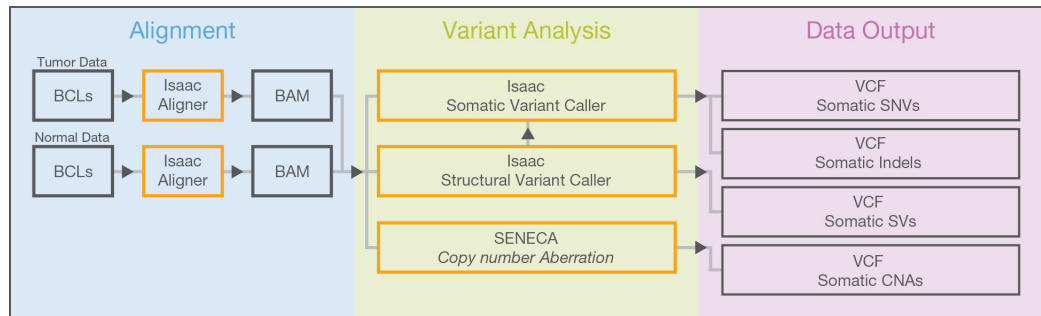 Alignment
Variant Analysis
Data Output
Tumor Data
BCLs
Isaac
Aligner
BAM
Normal Data
BCLs
Isaac
Aligner
BAM
Isaac
Somatic Variant Caller
Isaac
Structural Variant Caller
SENECA
Copy number Aberration
VCF
Somatic SNVs
VCF
Somatic Indels
VCF
Somatic SVs
VCF
Somatic CNAs